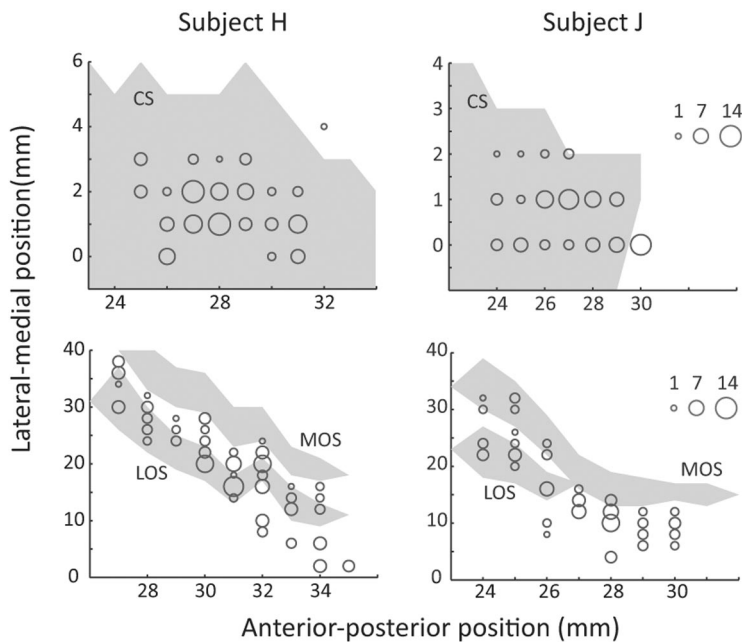 Subject H
Subject J
6
4
2
0
CS
24 28 32
4
3
2
1
0
CS
24 26 28 30
1 7 14
Lateral-medial position(mm)
40
30
20
10
0
LOS
MOS
28 30 32 34
40
30
20
10
0
LOS
MOS
1 7 14
24 26 28 30
Anterior-posterior position (mm)